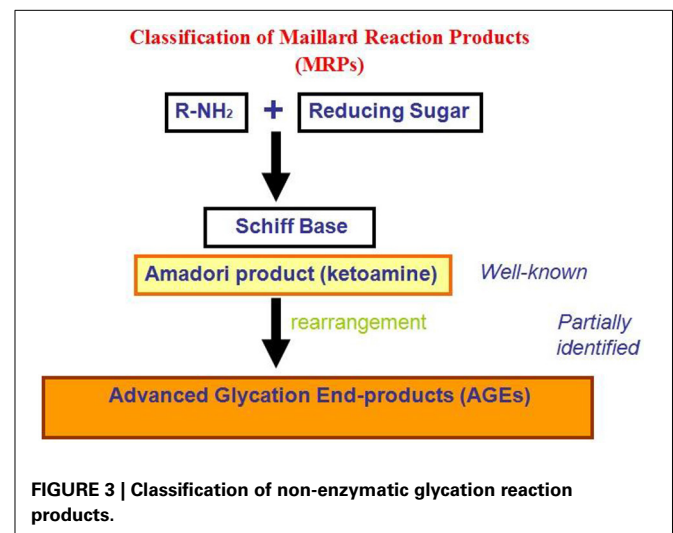 Classification of Maillard Reaction Products
(MRPs)
R-NH₂ + Reducing Sugar
Schiff Base
Amadori product (ketoamine) Well-known
rearrangement Partially
identified
Advanced Glycation End-products (AGEs)
FIGURE 3 | Classification of non-enzymatic glycation reaction
products.